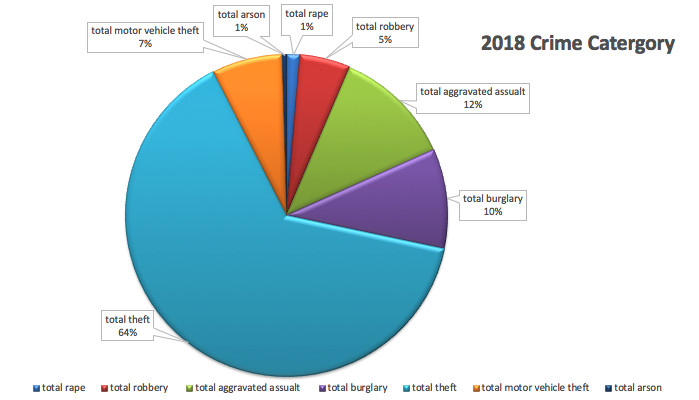 2018 Crime Catergory
total arson
1%
total rape
1%
total robbery
5%
total motor vehicle theft
7%
total aggravated assualt
12%
total burglary
10%
total theft
64%
total rape total robbery total aggravated assualt total burglary total theft total motor vehicle theft total arson